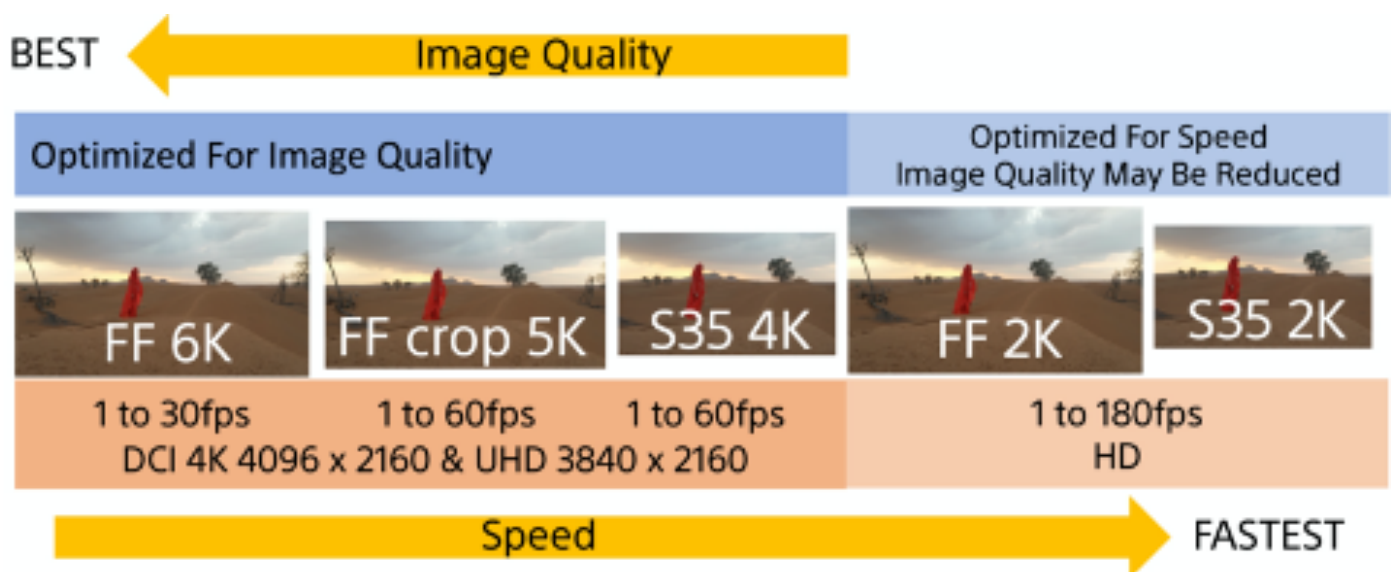 BEST
Image Quality
Optimized For Image Quality
Optimized For Speed
Image Quality May Be Reduced
FF 6K
FF crop 5K
S35 4K
FF 2K
S35 2K
1 to 30fps
1 to 60fps
1 to 60fps
DCI 4K 4096 x 2160 & UHD 3840 x 2160
1 to 180fps
HD
Speed
FASTEST